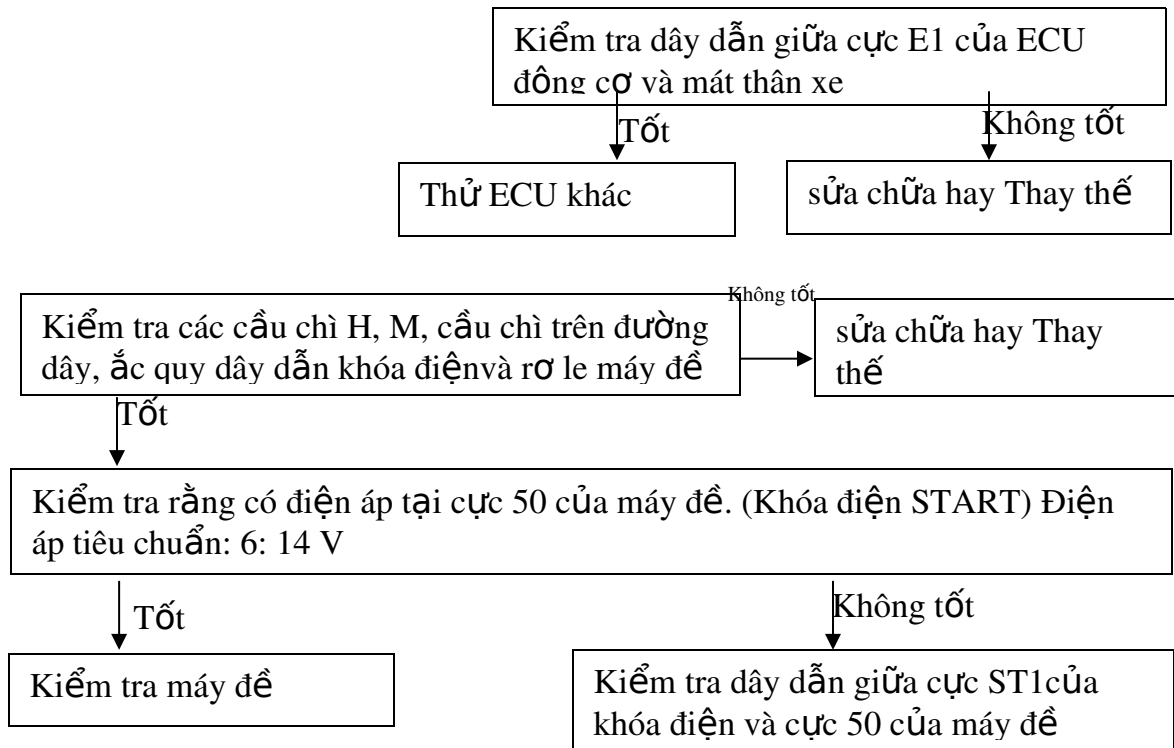 Kiểm tra dây dẫn giữa cực E1 của ECU
đông cơ và mát thân xe
Tốt
Không tốt
Thử ECU khác
sửa chữa hay Thay thế
Không tốt
Kiểm tra các cầu chì H, M, cầu chì trên đường
dây, ắc quy dây dẫn khóa điệnvà rơ le máy đề
sửa chữa hay Thay
thế
Tốt
Kiểm tra rằng có điện áp tại cực 50 của máy đề. (Khóa điện START) Điện
áp tiêu chuẩn: 6: 14 V
Tốt
Không tốt
Kiểm tra máy đề
Kiểm tra dây dẫn giữa cực ST1của
khóa điện và cực 50 của máy đề